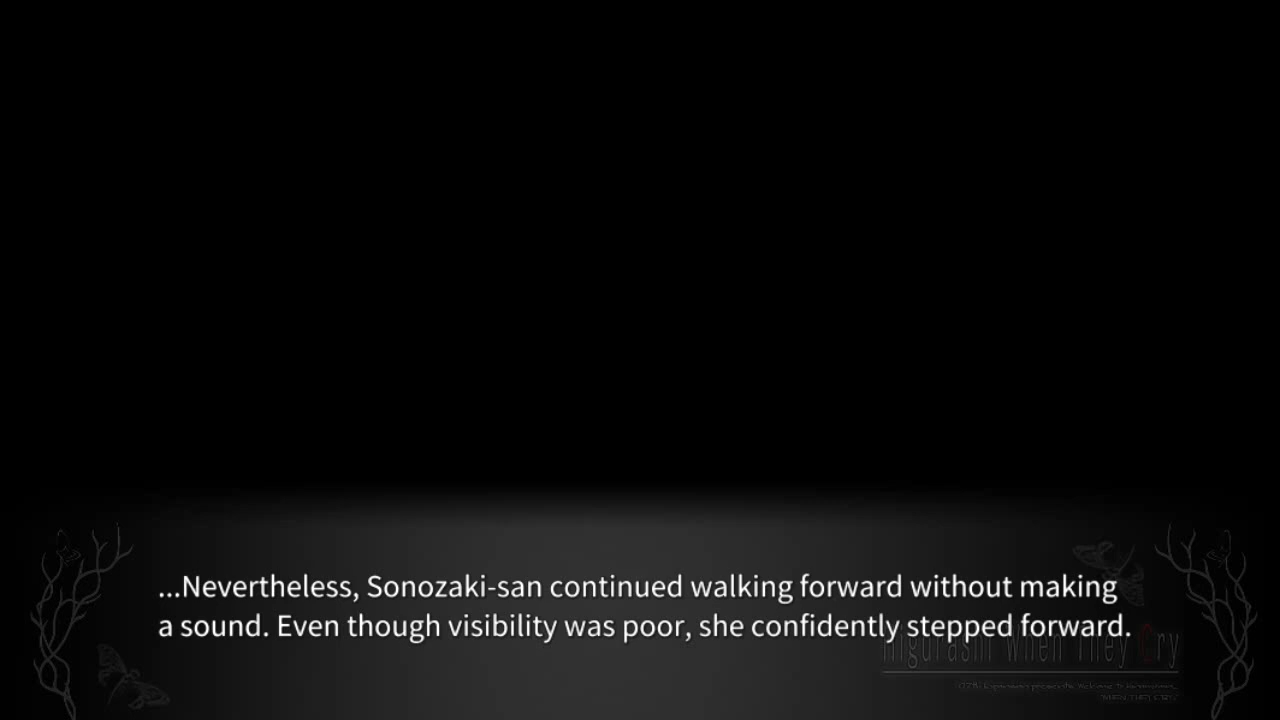 ...Nevertheless, Sonozaki-san continued walking forward without making
a sound. Even though visibility was poor, she confidently stepped forward.
Higurashi When They Cry